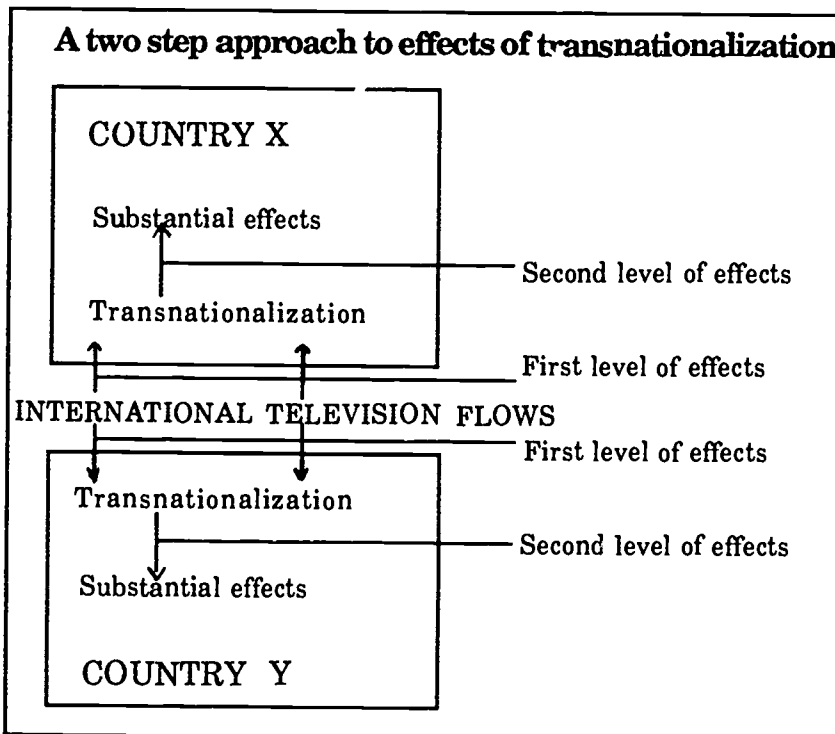 A two step approach to effects of transnationalization
COUNTRY X
Substantial effects
Second level of effects
Transnationalization
First level of effects
INTERNATIONAL TELEVISION FLOWS
First level of effects
Transnationalization
Second level of effects
Substantial effects
COUNTRY Y